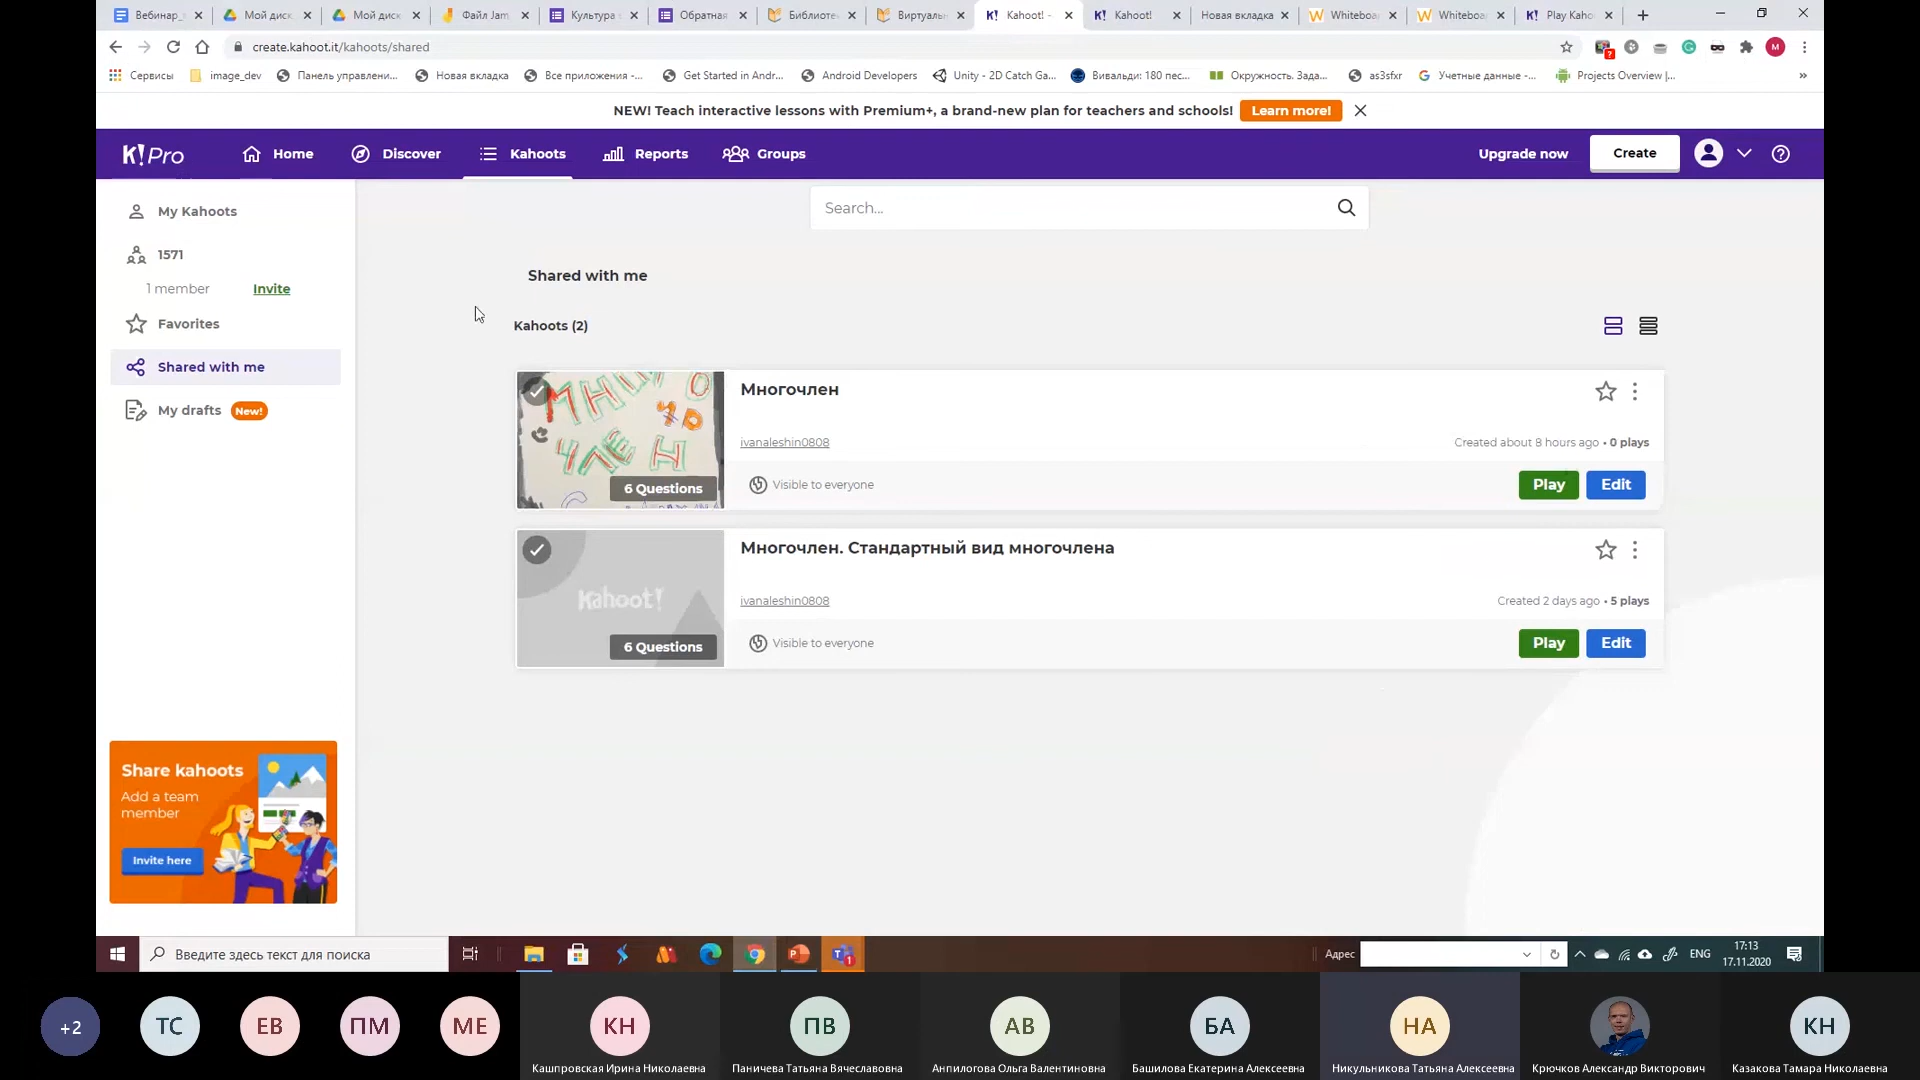 Вебинар_
Мой диск
Мой диск
Файл Jam
Культура
Обратная
Библиоте
Виртуаль
Kahoot! -
Kahoot!
Новая вкладка
Whiteboa
Whiteboa
Play Kaho
create.kahoot.it/kahoots/shared
M
Сервисы
image_dev
Панель управлени...
Новая вкладка
Все приложения -...
Get Started in Andr...
Android Developers
Unity - 2D Catch Ga...
Вивальди: 180 пес...
Окружность. Зада...
as3sfxr
Учетные данные -...
Projects Overview |...
NEW! Teach interactive lessons with Premium+, a brand-new plan for teachers and schools!
Learn more!
K! Pro
Home
Discover
Kahoots
Reports
Groups
Upgrade now
Create
My Kahoots
1571
1 member
Invite
Favorites
Shared with me
My drafts
New!
Search...
Shared with me
Kahoots (2)
МНОГО
ЧЛЕН
6 Questions
Многочлен
ivanaleshin0808
Created about 8 hours ago • 0 plays
Visible to everyone
Play
Edit
Kahoot!
6 Questions
Многочлен. Стандартный вид многочлена
ivanaleshin0808
Created 2 days ago • 5 plays
Visible to everyone
Play
Edit
Share kahoots
Add a team
member
Invite here
Введите здесь текст для поиска
Адрес
ENG
17:13
17.11.2020
+2
ТС
ЕВ
ПМ
МЕ
КН
Кашпровская Ирина Николаевна
ПВ
Паничева Татьяна Вячеславовна
АВ
Анпилогова Ольга Валентиновна
БА
Башилова Екатерина Алексеевна
НА
Никульникова Татьяна Алексеевна
Крючков Александр Викторович
КН
Казакова Тамара Николаевна